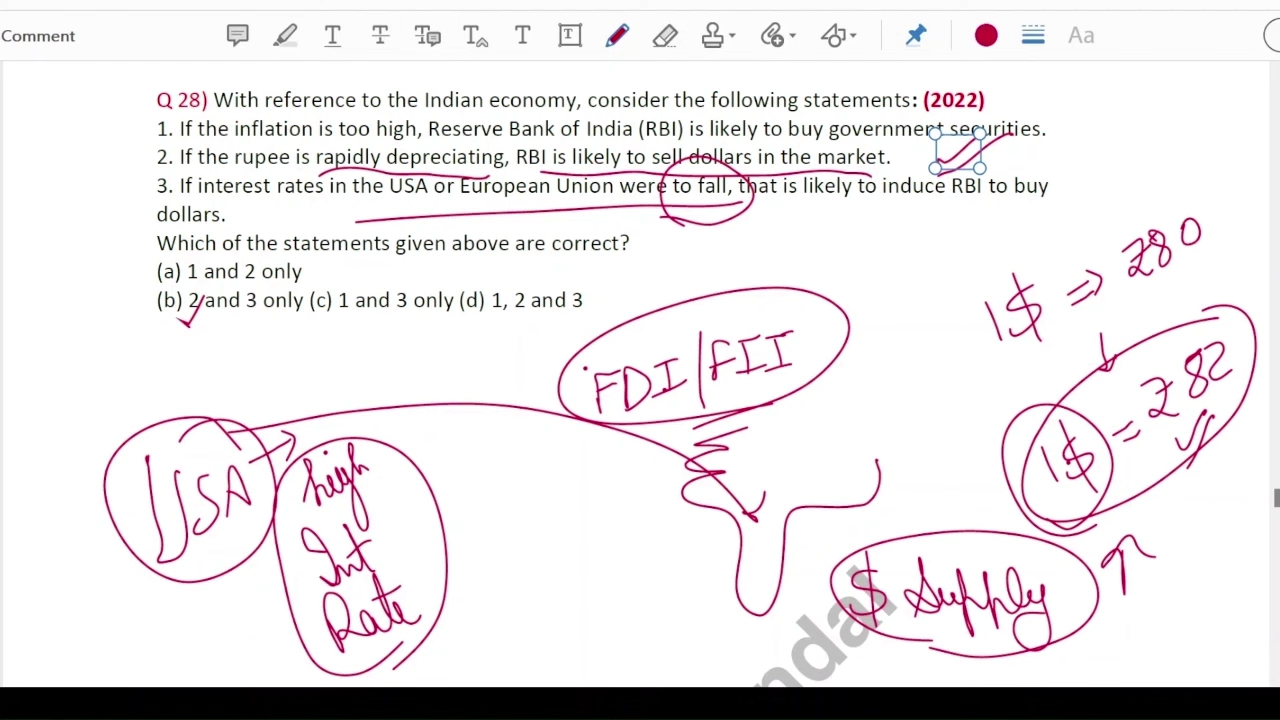 Comment
T T T T T T Aa
Q 28) With reference to the Indian economy, consider the following statements: (2022)
1. If the inflation is too high, Reserve Bank of India (RBI) is likely to buy government securities.
2. If the rupee is rapidly depreciating, RBI is likely to sell dollars in the market.
3. If interest rates in the USA or European Union were to fall, that is likely to induce RBI to buy
dollars.
Which of the statements given above are correct?
(a) 1 and 2 only
(b) 2 and 3 only (c) 1 and 3 only (d) 1, 2 and 3
1$ ⇒ ₹80
FDI/FII
1$ = ₹82
USA → high
Int
Rate
$ Supply ↑
ndal